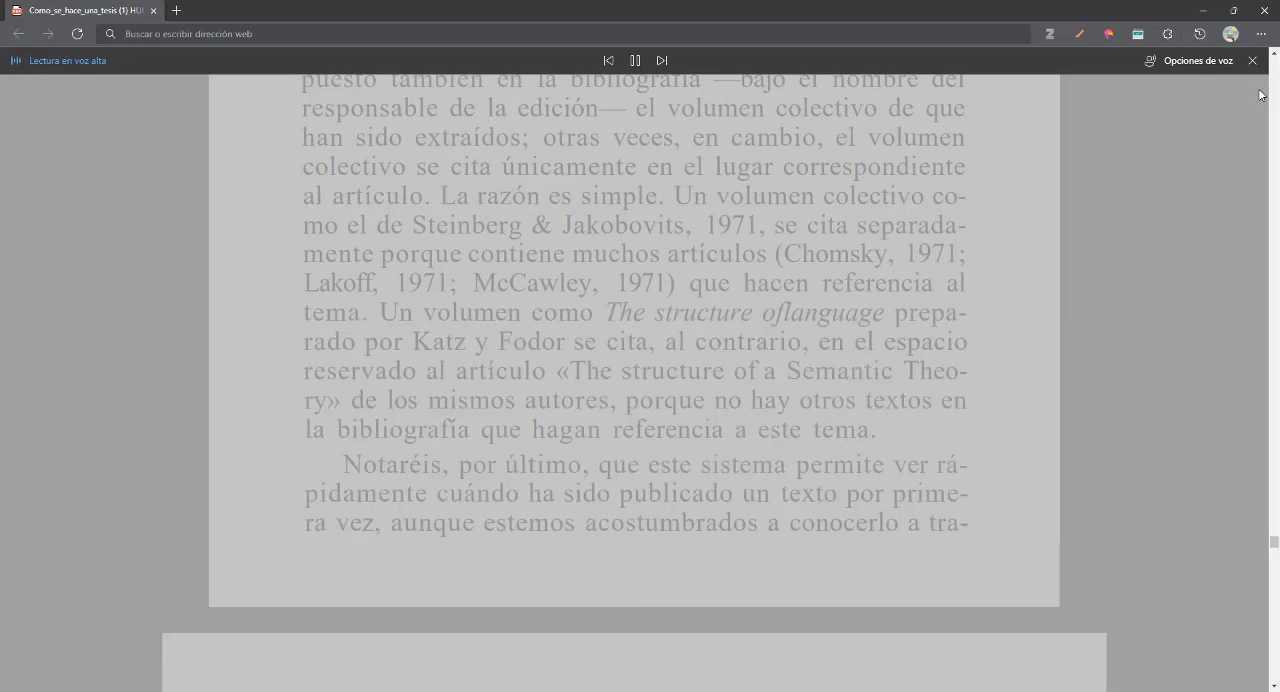 Como_se_hace_una_tesis (1) HUI
Buscar o escribir dirección web
Lectura en voz alta
Opciones de voz
puesto también en la bibliografía —bajo el nombre del
responsable de la edición— el volumen colectivo de que
han sido extraídos; otras veces, en cambio, el volumen
colectivo se cita únicamente en el lugar correspondiente
al artículo. La razón es simple. Un volumen colectivo co-
mo el de Steinberg & Jakobovits, 1971, se cita separada-
mente porque contiene muchos artículos (Chomsky, 1971;
Lakoff, 1971; McCawley, 1971) que hacen referencia al
tema. Un volumen como The structure oflanguage prepa-
rado por Katz y Fodor se cita, al contrario, en el espacio
reservado al artículo «The structure of a Semantic Theo-
ry» de los mismos autores, porque no hay otros textos en
la bibliografía que hagan referencia a este tema.
Notaréis, por último, que este sistema permite ver rá-
pidamente cuándo ha sido publicado un texto por prime-
ra vez, aunque estemos acostumbrados a conocerlo a tra-